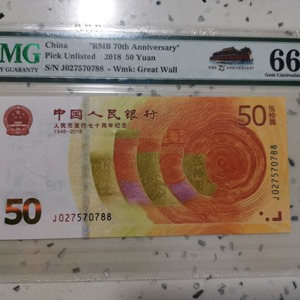 MG
Y GUARANTEE
China "RMB 70th Anniversary"
Pick Unlisted 2018 50 Yuan
S/N J027570788 - Wmk: Great Wall
66
Gem Uncirculated
中国人民银行
人民币发行七十周年纪念
1948-2018
50
伍拾圆
J027570788
50
J027570788